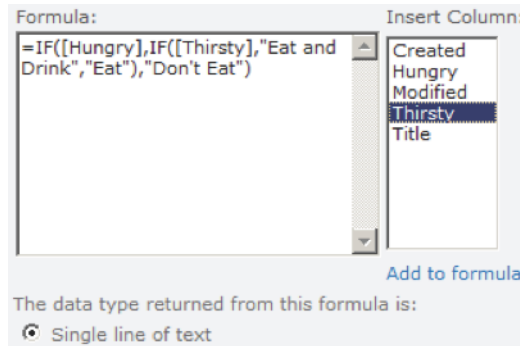 Formula:
Insert Column:
=IF([Hungry],IF([Thirsty],"Eat and
Drink","Eat"),"Don't Eat")
Created
Hungry
Modified
Thirsty
Title
Add to formula
The data type returned from this formula is:
Single line of text